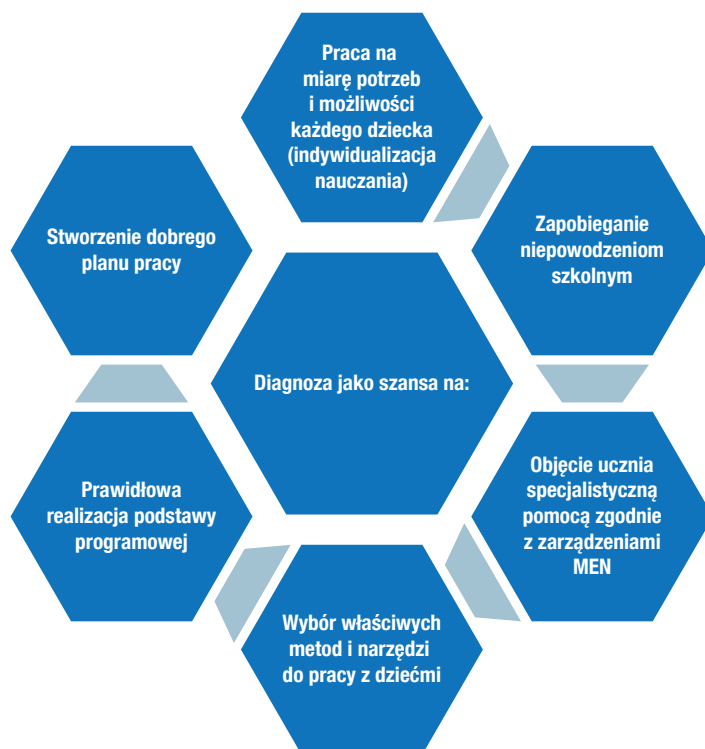 Praca na
miarę potrzeb
i możliwości
każdego dziecka
(indywidualizacja
nauczania)
Zapobieganie
niepowodzeniom
szkolnym
Objęcie ucznia
specjalistyczną
pomocą zgodnie
z zarządzeniami
MEN
Wybór właściwych
metod i narzędzi
do pracy z dziećmi
Prawidłowa
realizacja podstawy
programowej
Stworzenie dobrego
planu pracy
Diagnoza jako szansa na: